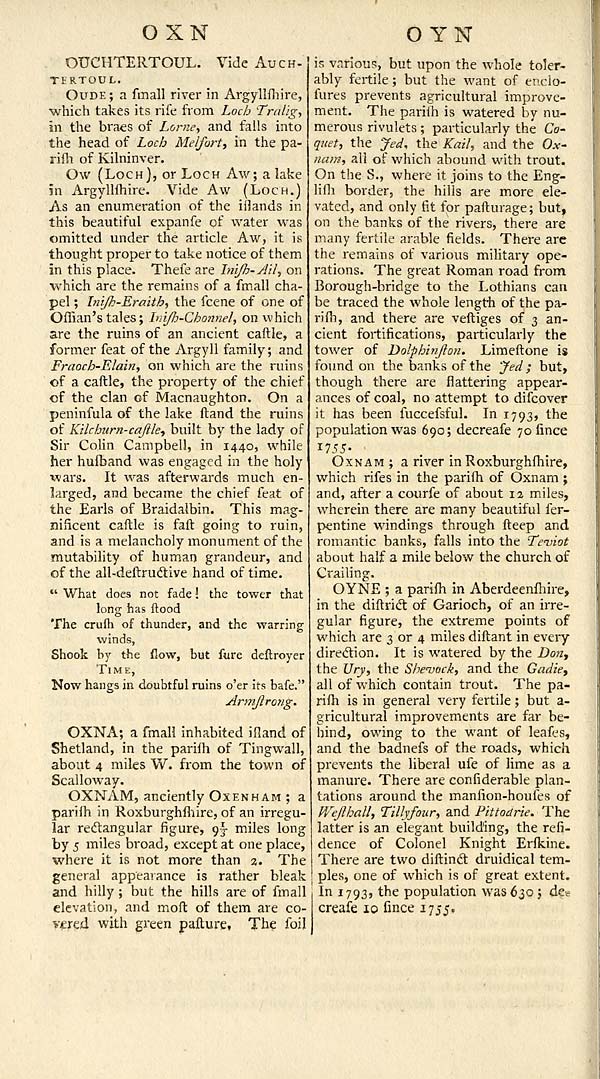 OXN
OYN
OUCHTERTOUL. Vide AUCH-
TERTOUL.
OUDE; a ſmall river in Argyllſhire,
which takes its riſe from Loch Tralig,
in the braes of Lorne, and falls into
the head of Loch Melfort, in the pa-
riſh of Kilninver.
OW (LOCH), or LOCH AW; a lake
in Argyllſhire. Vide AW (LOCH.)
As an enumeration of the iſlands in
this beautiful expanſe of water was
omitted under the article AW, it is
thought proper to take notice of them
in this place. Theſe are Iniſh-Ail, on
which are the remains of a ſmall cha-
pel; Iniſh-Eraith, the ſcene of one of
Oſſian's tales; Iniſh-Chonnel, on which
are the ruins of an ancient caſtle, a
former ſeat of the Argyll family; and
Fraoch-Elain, on which are the ruins
of a caſtle, the property of the chief
of the clan of Macnaughton. On a
peninſula of the lake ſtand the ruins
of Kilchurn-caſtle, built by the lady of
Sir Colin Campbell, in 1440, while
her huſband was engaged in the holy
wars. It was afterwards much en-
larged, and became the chief ſeat of
the Earls of Braidalbin. This mag-
nificent caſtle is faſt going to ruin,
and is a melancholy monument of the
mutability of human grandeur, and
of the all-deſtructive hand of time.
“ What does not fade! the tower that
long has ſtood
The cruſh of thunder, and the warring
winds,
Shook by the ſlow, but ſure deſtroyer
TIME,
Now hangs in doubtful ruins o'er its baſe.”
Armſtrong.
OXNA; a ſmall inhabited iſland of
Shetland, in the pariſh of Tingwall,
about 4 miles W. from the town of
Scalloway.
OXNAM, anciently OXENHAM; a
pariſh in Roxburghſhire, of an irregu-
lar rectangular figure, 9½ miles long
by 5 miles broad, except at one place,
where it is not more than 2. The
general appearance is rather bleak
and hilly; but the hills are of ſmall
elevation, and moſt of them are co-
vered with green paſture. The ſoil
is various, but upon the whole toler-
ably fertile; but the want of enclo-
ſures prevents agricultural improve-
ment. The pariſh is watered by nu-
merous rivulets; particularly the Co-
quet, the Jed, the Kail, and the Ox-
nam, all of which abound with trout.
On the S., where it joins to the Eng-
liſh border, the hills are more ele-
vated, and only fit for paſturage; but,
on the banks of the rivers, there are
many fertile arable fields. There are
the remains of various military ope-
rations. The great Roman road from
Borough-bridge to the Lothians can
be traced the whole length of the pa-
riſh, and there are veſtiges of 3 an-
cient fortifications, particularly the
tower of Dolphinſton. Limeſtone is
found on the banks of the Jed; but,
though there are flattering appear-
ances of coal, no attempt to diſcover
it has been ſucceſsful. In 1793, the
population was 690; decreaſe 70 ſince
1755.
OXNAM; a river in Roxburghſhire,
which riſes in the pariſh of Oxnam;
and, after a courſe of about 12 miles,
wherein there are many beautiful ſer-
pentine windings through ſteep and
romantic banks, falls into the Teviot
about half a mile below the church of
Crailing.
OYNE; a pariſh in Aberdeenſhire,
in the diſtrict of Garioch, of an irre-
gular figure, the extreme points of
which are 3 or 4 miles diſtant in every
direction. It is watered by the Don,
the Ury, the Shevock, and the Gadie,
all of which contain trout. The pa-
riſh is in general very fertile; but a-
gricultural improvements are far be-
hind, owing to the want of leaſes,
and the badneſs of the roads, which
prevents the liberal uſe of lime as a
manure. There are conſiderable plan-
tations around the manſion-houſes of
Weſthall, Tillyfour, and Pittodrie. The
latter is an elegant building, the reſi-
dence of Colonel Knight Erſkine.
There are two diſtinct druidical tem-
ples, one of which is of great extent.
In 1793, the population was 630; de-
creaſe 10 ſince 1755.